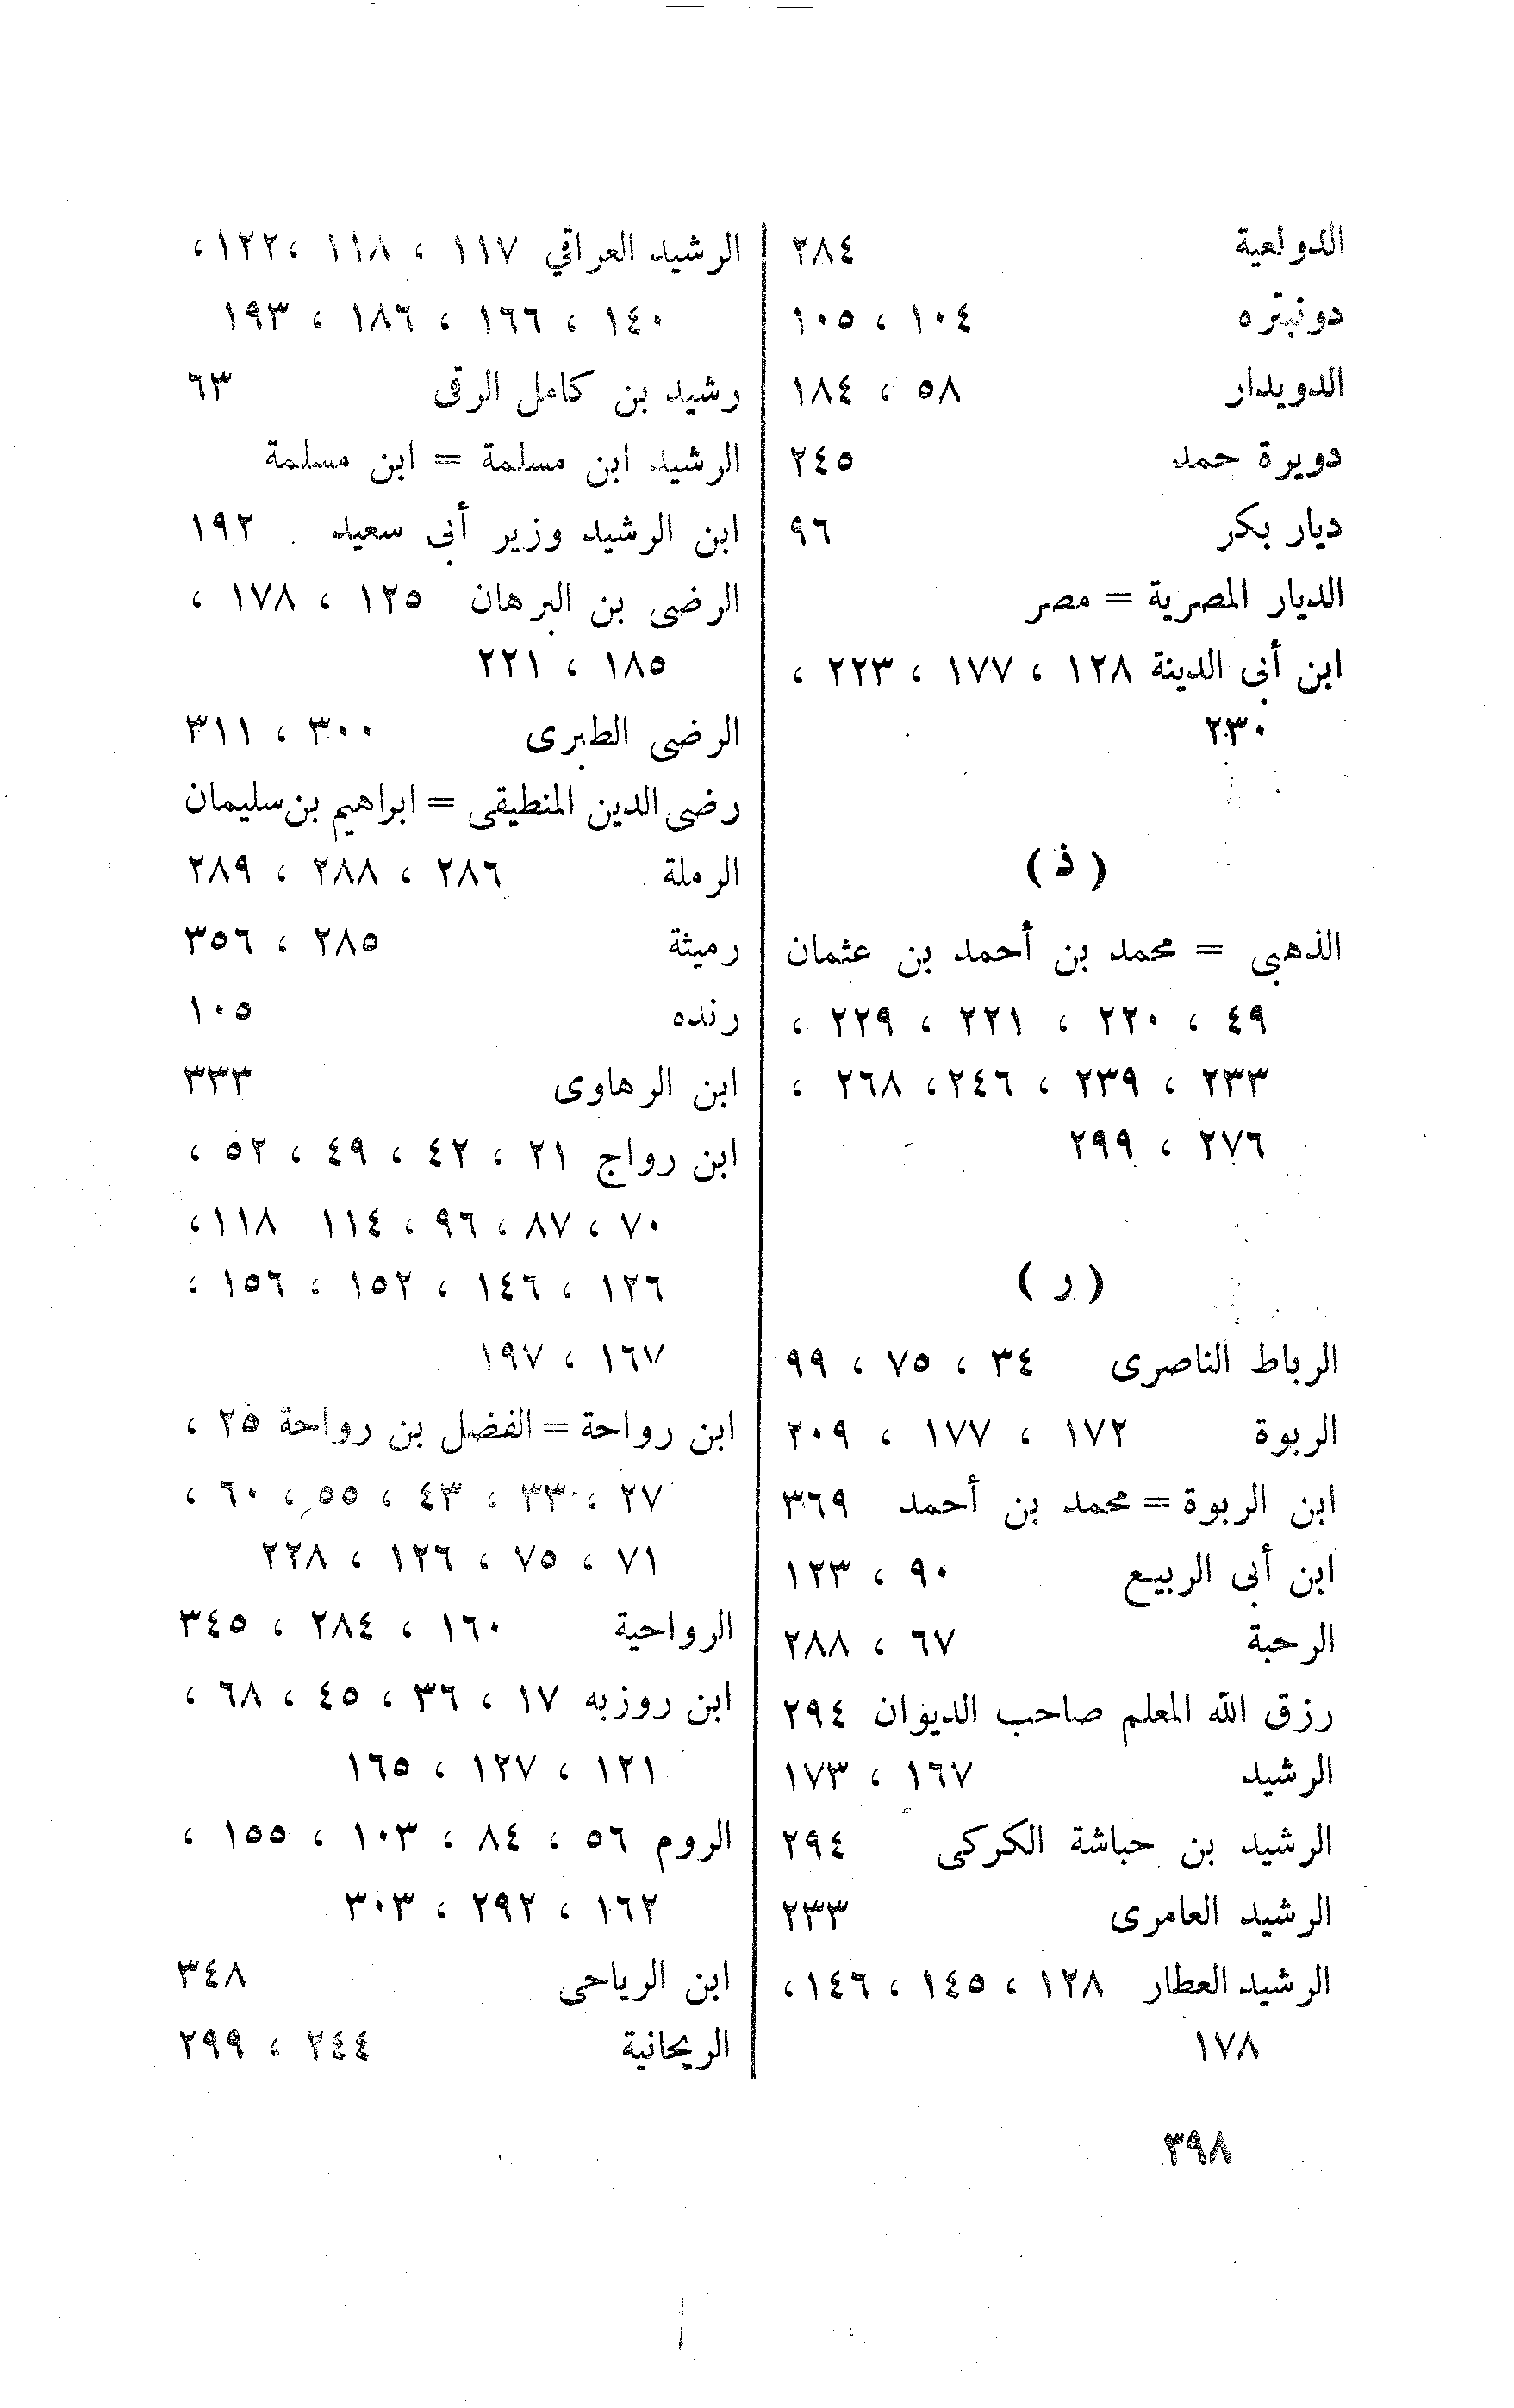 الدولعية ٢٨٤
دونبتره ١٠٤ ، ١٠٥
الدويدار ٥٨ ، ١٨٤
دويرة حمد ٢٤٥
ديار بكر ٩٦
الديار المصرية = مصر
ابن أبى الدينة ١٢٨ ، ١٧٧ ، ٢٢٣ ،
٢٣٠
( ذ )
الذهبى = محمد بن أحمد بن عثمان
٤٩ ، ٢٢٠ ، ٢٢١ ، ٢٢٩ ،
٢٣٣ ، ٢٣٩ ، ٢٤٦ ، ٢٦٨ ،
٢٧٦ ، ٢٩٩
( ر )
الرباط الناصرى ٣٤ ، ٧٥ ، ٩٩
الربوة ١٧٢ ، ١٧٧ ، ٢٠٩
ابن الربوة = محمد بن أحمد ٣٦٩
ابن أبى الربيع ٩٠ ، ١٢٣
الرحبة ٦٧ ، ٢٨٨
رزق الله المعلم صاحب الديوان ٢٩٤
الرشيد ١٦٧ ، ١٧٣
الرشيد بن حباشة الكركى ٢٩٤
الرشيد العامرى ٢٣٣
الرشيد العطار ١٢٨ ، ١٤٥ ، ١٤٦ ،
١٧٨
الرشيد العراقي ١١٧ ، ١١٨ ، ١٢٢ ،
١٤٠ ، ١٦٦ ، ١٨٦ ، ١٩٣
رشيد بن كامل الرقى ٦٣
الرشيد ابن مسلمة = ابن مسلمة
ابن الرشيد وزير أبى سعيد ١٩٢
الرضى بن البرهان ١٢٥ ، ١٧٨ ،
١٨٥ ، ٢٢١
الرضى الطبرى ٣٠٠ ، ٣١١
رضى الدين المنطيقى = ابراهيم بن سليمان
الرملة ٢٨٦ ، ٢٨٨ ، ٢٨٩
رميثة ٢٨٥ ، ٣٥٦
رنده ١٠٥
ابن الرهاوى ٣٣٣
ابن رواج ٢١ ، ٤٢ ، ٤٩ ، ٥٢ ،
٧٠ ، ٨٧ ، ٩٦ ، ١١٤ ١١٨ ،
١٢٦ ، ١٤٦ ، ١٥٢ ، ١٥٦ ،
١٦٧ ، ١٩٧
ابن رواحة = الفضل بن رواحة ٢٥ ،
٢٧ ، ٣٣ ، ٤٣ ، ٥٥ ، ٦٠ ،
٧١ ، ٧٥ ، ١٢٦ ، ٢٢٨
الرواحية ١٦٠ ، ٢٨٤ ، ٣٤٥
ابن روزبه ١٧ ، ٣٦ ، ٤٥ ، ٦٨ ،
١٢١ ، ١٢٧ ، ١٦٥
الروم ٥٦ ، ٨٤ ، ١٠٣ ، ١٥٥ ،
١٦٢ ، ٢٩٢ ، ٣٠٣
ابن الرياحى ٣٤٨
الريحانية ٢٤٤ ، ٢٩٩
٣٩٨